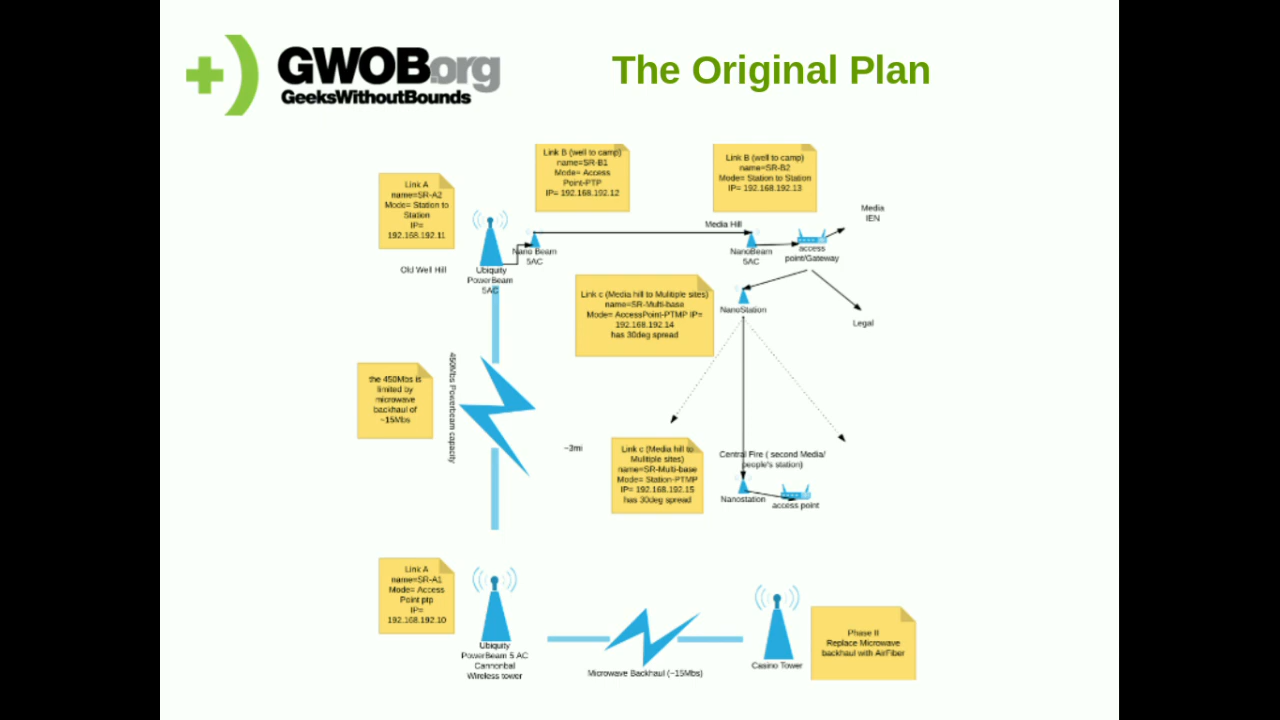 GWOB.org
GeeksWithoutBounds
The Original Plan
Link B (well to camp)
name=SR-B1
Mode= Access
Point-PTP
IP= 192.168.192.12
Link B (well to camp)
name=SR-B2
Mode= Station to Station
IP= 192.168.192.13
Link A
name=SR-A2
Mode= Station to
Station
IP=
192.168.192.11
Media
IEN
Media Hill
Nano Beam
5AC
NanoBeam
5AC
access
point/Gateway
Old Well Hill
Ubiquity
PowerBeam
5AC
Link c (Media hill to Mulitiple sites)
name=SR-Multi-base
Mode= AccessPoint-PTMP IP=
192.168.192.14
has 30deg spread
NanoStation
Legal
the 450Mbs is
limited by
microwave
backhaul of
~15Mbs
450Mbs Powerbeam capacity
~3mi
Link c (Media hill to
Mulitiple sites)
name=SR-Multi-base
Mode= Station-PTMP
IP= 192.168.192.15
has 30deg spread
Central Fire ( second Media/
people's station)
Nanostation
access point
Link A
name=SR-A1
Mode= Access
Point ptp
IP=
192.168.192.10
Ubiquity
PowerBeam 5 AC
Cannonbal
Wireless tower
Microwave Backhaul (~15Mbs)
Casino Tower
Phase II
Replace Microwave
backhaul with AirFiber